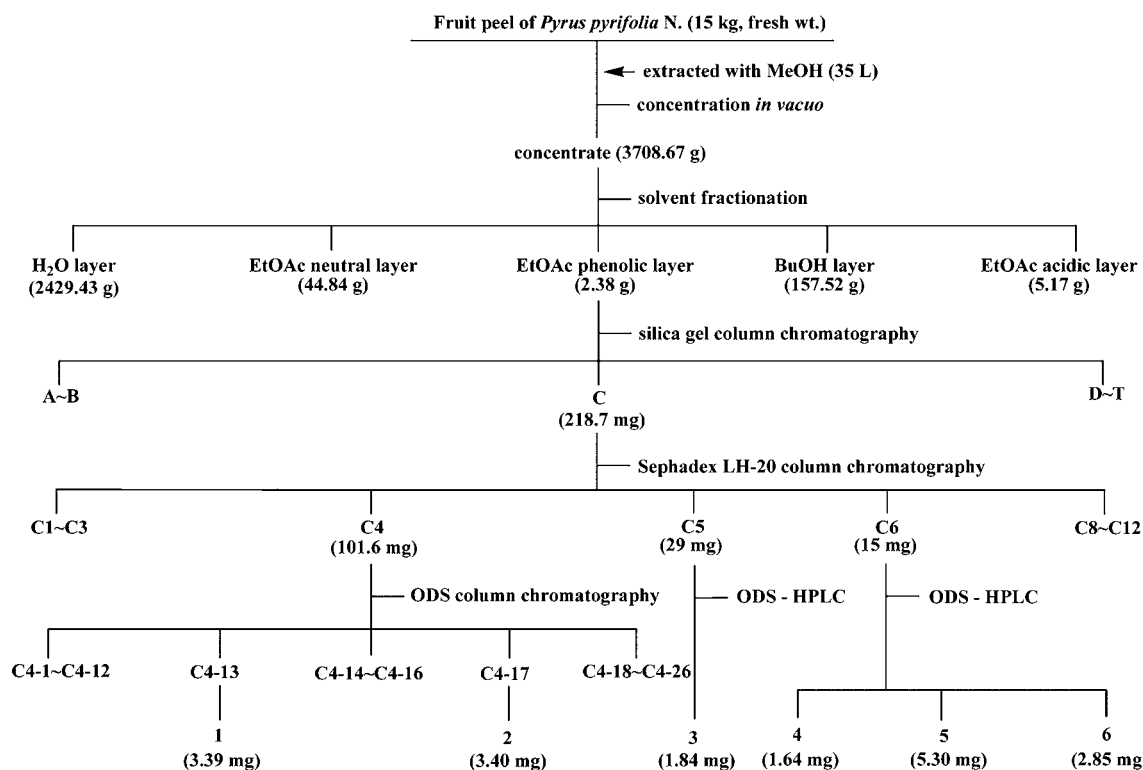 Fruit peel of Pyrus pyrifolia N. (15 kg, fresh wt.)
extracted with MeOH (35 L)
concentration in vacuo
concentrate (3708.67 g)
solvent fractionation
H₂O layer
(2429.43 g)
EtOAc neutral layer
(44.84 g)
EtOAc phenolic layer
(2.38 g)
BuOH layer
(157.52 g)
EtOAc acidic layer
(5.17 g)
silica gel column chromatography
A~B
C
(218.7 mg)
D~T
Sephadex LH-20 column chromatography
C1~C3
C4
(101.6 mg)
C5
(29 mg)
C6
(15 mg)
C8~C12
ODS column chromatography
ODS - HPLC
ODS - HPLC
C4-1~C4-12
C4-13
C4-14~C4-16
C4-17
C4-18~C4-26
1
(3.39 mg)
2
(3.40 mg)
3
(1.84 mg)
4
(1.64 mg)
5
(5.30 mg)
6
(2.85 mg